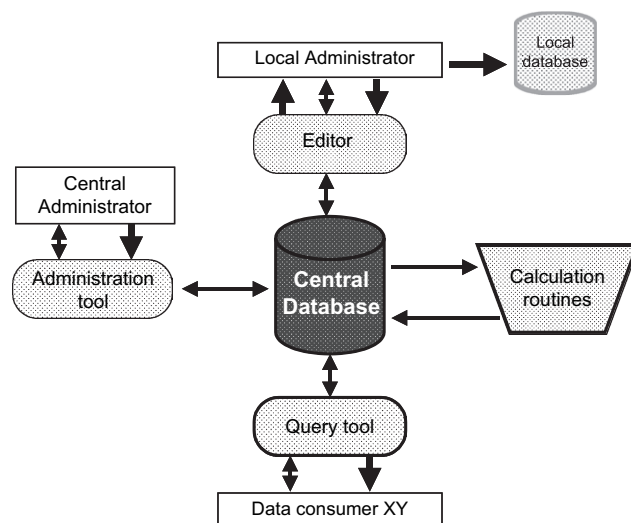 Local Administrator
Local
database
Editor
Central
Administrator
Administration
tool
Central
Database
Calculation
routines
Query tool
Data consumer XY